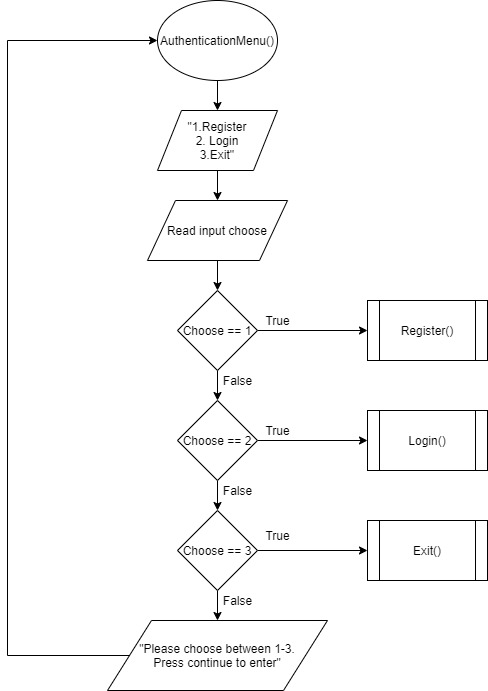 AuthenticationMenu()
"1.Register
2. Login
3.Exit"
Read input choose
Choose == 1
True
Register()
False
Choose == 2
True
Login()
False
Choose == 3
True
Exit()
False
"Please choose between 1-3.
Press continue to enter"